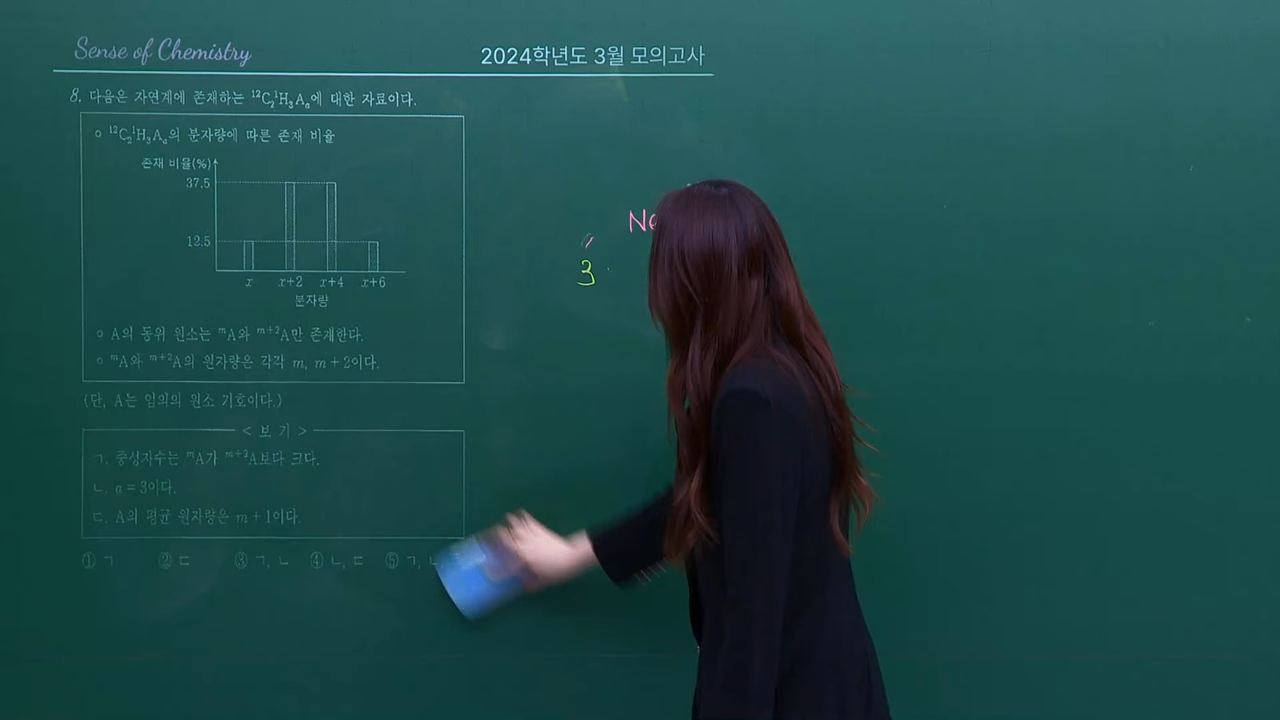 Sense of Chemistry
2024학년도 3월 모의고사
8. 다음은 자연계에 존재하는 ¹²C₂¹H₃Aₐ에 대한 자료이다.
○ ¹²C₂¹H₃Aₐ의 분자량에 따른 존재 비율
존재 비율(%)
37.5
12.5
x x+2 x+4 x+6
분자량
○ A의 동위 원소는 ᵐA와 ᵐ⁺²A만 존재한다.
○ ᵐA와 ᵐ⁺²A의 원자량은 각각 m, m+2이다.
(단, A는 임의의 원소 기호이다.)
< 보 기 >
ㄱ. 중성자수는 ᵐA가 ᵐ⁺²A보다 크다.
ㄴ. a=3이다.
ㄷ. A의 평균 원자량은 m+1이다.
① ㄱ ② ㄷ ③ ㄱ, ㄴ ④ ㄴ, ㄷ ⑤ ㄱ,
3